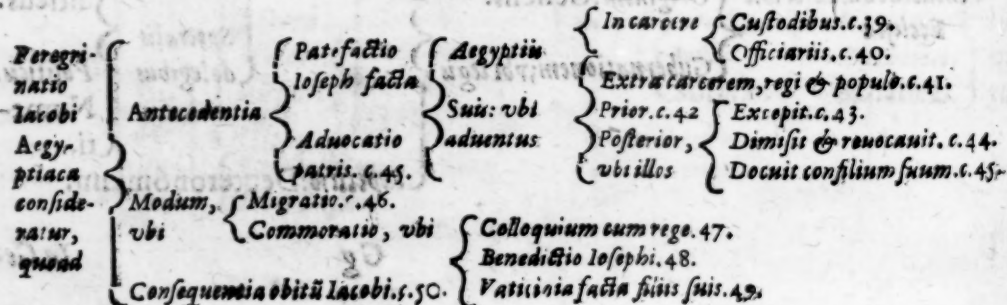 Peregri-
natio
Iacobi
Aegy-
ptiaca
conside-
ratur,
quoad
Antecedentia
Patefactio
Ioseph facta
Aegyptiis
In carcere
Custodibus.c.39.
Officiariis.c.40.
Extra carcerem, regi & populo.c.41.
Suis: vbi
aduentus
Prior.c.42
Posterior,
vbi illos
Excepit.c.43.
Dimisit & reuocauit.c.44.
Docuit consilium suum.c.45.
Aduocatio
patris.c.45.
Modum,
vbi
Migratio.c.46.
Commoratio, vbi
Colloquium cum rege.47.
Benedictio Iosephi.48.
Vaticinia facta filiis suis.49.
Consequentia obitū Iacobi.c.50.